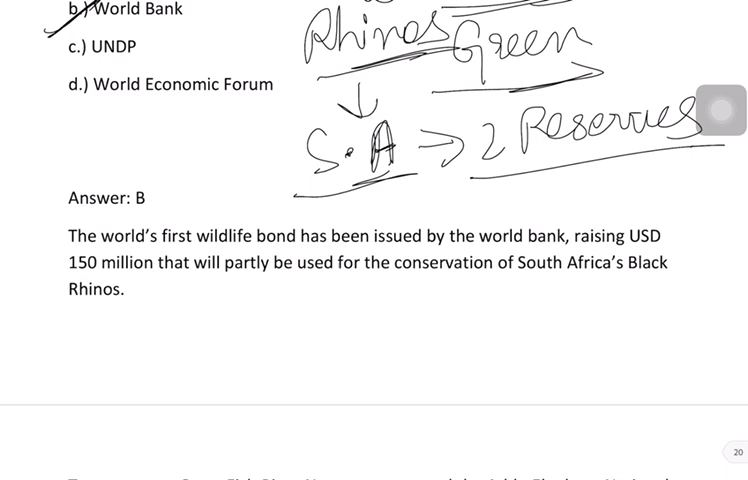 b.) World Bank
Rhinos Green
c.) UNDP
d.) World Economic Forum
S.A → 2 Reserves
Answer: B
The world's first wildlife bond has been issued by the world bank, raising USD
150 million that will partly be used for the conservation of South Africa's Black
Rhinos.
20